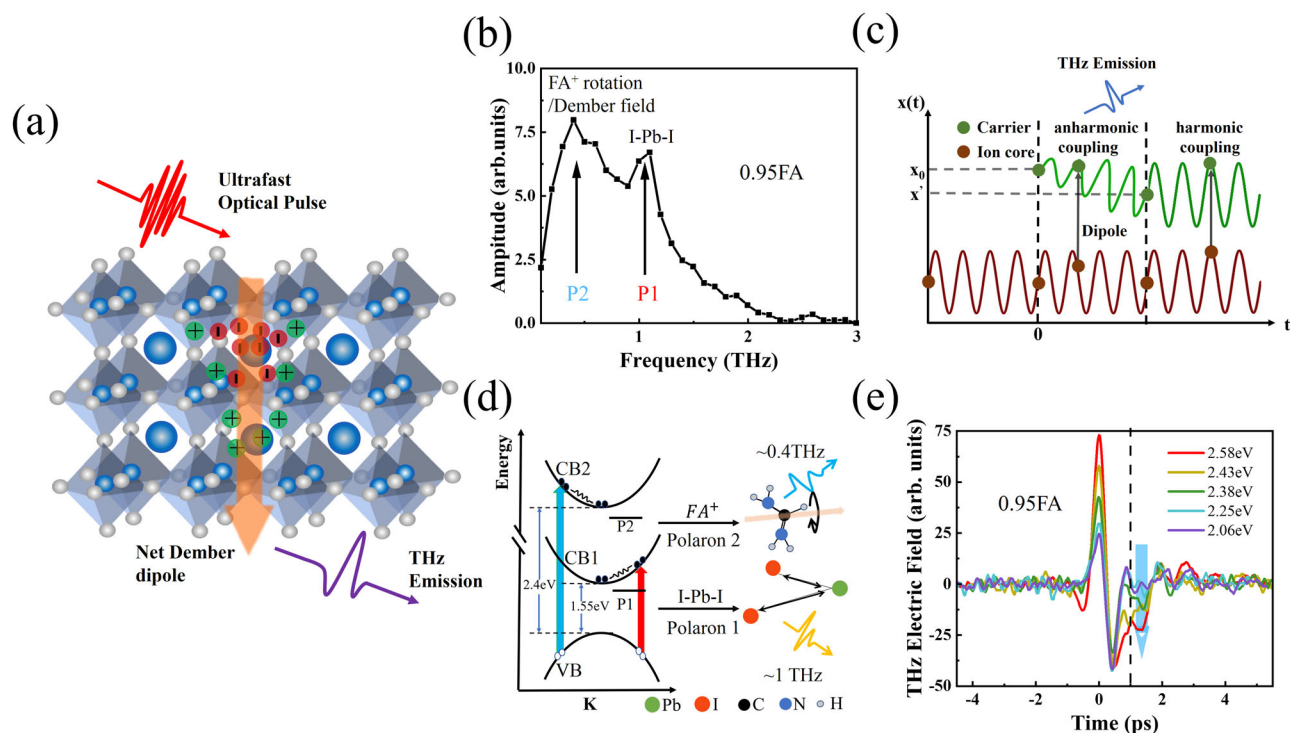 (a)
Ultrafast
Optical Pulse
+ - - - +
- - -
+ - - +
+ +
+ +
Net Dember
dipole
THz
Emission
(b)
10.0
7.5
5.0
2.5
0.0
Ampitude (arb.units)
FA⁺ rotation
/Dember field
I-Pb-I
0.95FA
P2
P1
1
2
3
Frequency (THz)
(c)
THz Emission
x(t)
Carrier
Ion core
anharmonic
coupling
harmonic
coupling
x₀
x'
Dipole
0
t
(d)
Energy
CB2
P2
CB1
2.4eV
1.55eV
P1
VB
K
FA⁺
Polaron 2
I-Pb-I
Polaron 1
~0.4THz
~1 THz
Pb
I
C
N
H
(e)
THz Electric Field (arb. units)
75
50
25
0
-25
-50
0.95FA
2.58eV
2.43eV
2.38eV
2.25eV
2.06eV
-4
-2
0
2
4
Time (ps)